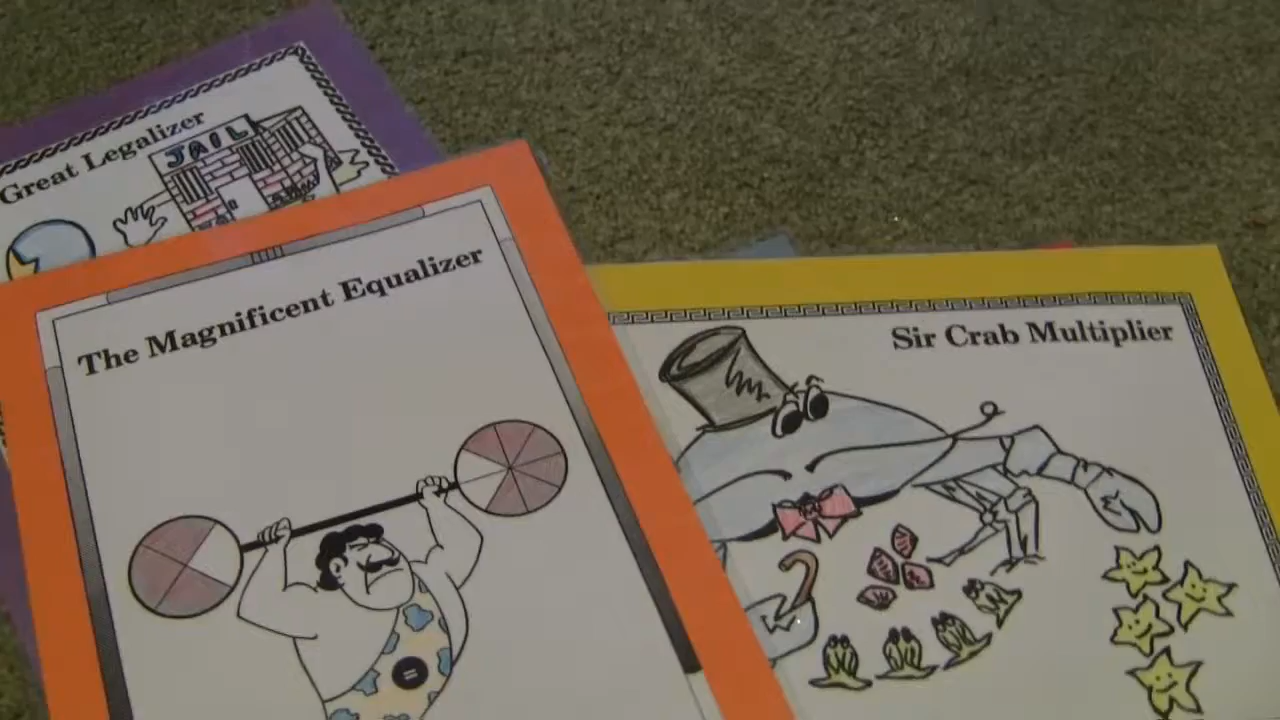 Great Legalizer
JAIL
The Magnificent Equalizer
=
Sir Crab Multiplier